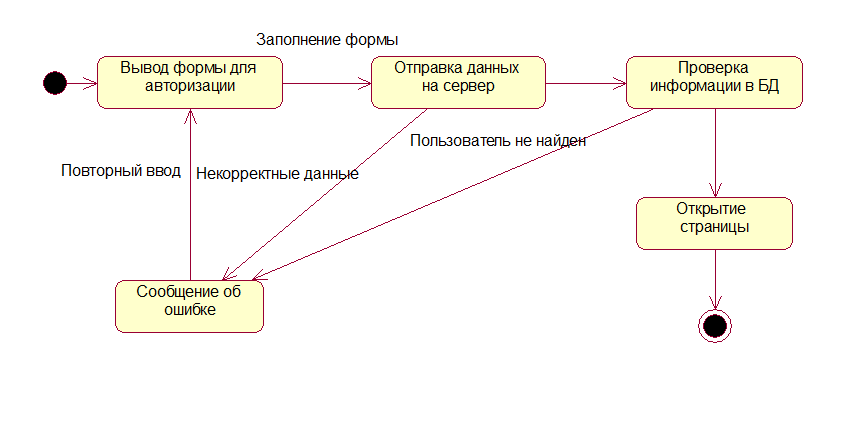 Заполнение формы
Вывод формы для
авторизации
Отправка данных
на сервер
Проверка
информации в БД
Пользователь не найден
Повторный ввод
Некорректные данные
Открытие
страницы
Сообщение об
ошибке